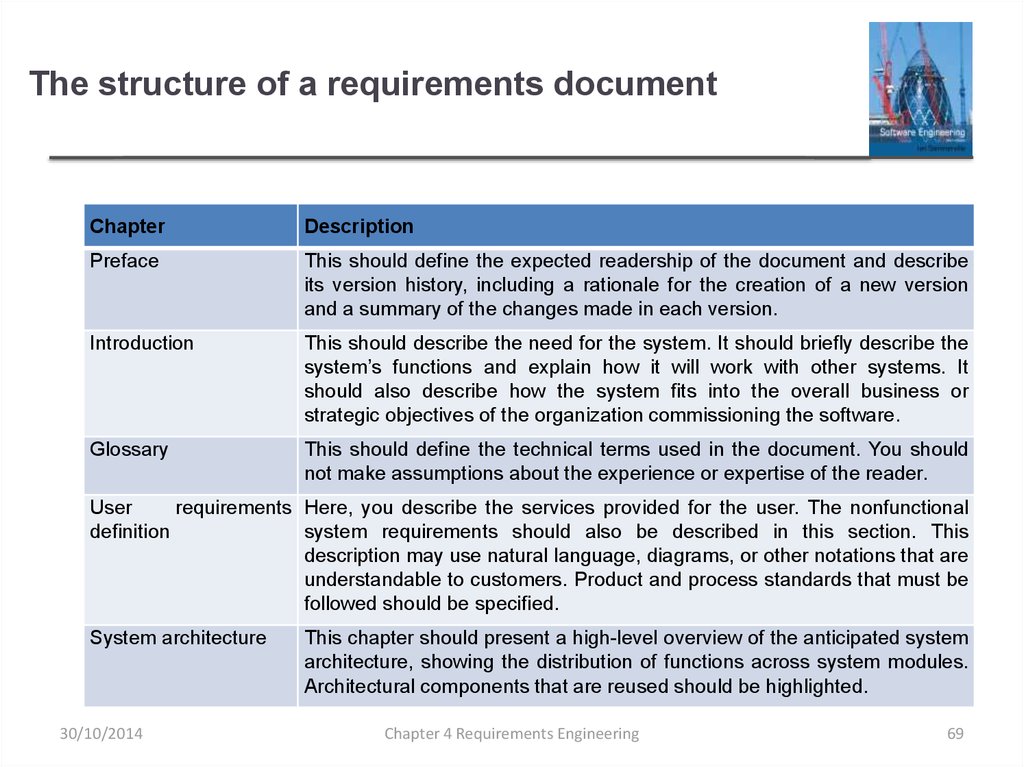 The structure of a requirements document
Software Engineering
Ian Sommerville
Chapter Description
Preface This should define the expected readership of the document and describe
its version history, including a rationale for the creation of a new version
and a summary of the changes made in each version.
Introduction This should describe the need for the system. It should briefly describe the
system’s functions and explain how it will work with other systems. It
should also describe how the system fits into the overall business or
strategic objectives of the organization commissioning the software.
Glossary This should define the technical terms used in the document. You should
not make assumptions about the experience or expertise of the reader.
User requirements Here, you describe the services provided for the user. The nonfunctional
definition system requirements should also be described in this section. This
description may use natural language, diagrams, or other notations that are
understandable to customers. Product and process standards that must be
followed should be specified.
System architecture This chapter should present a high-level overview of the anticipated system
architecture, showing the distribution of functions across system modules.
Architectural components that are reused should be highlighted.
30/10/2014 Chapter 4 Requirements Engineering 69